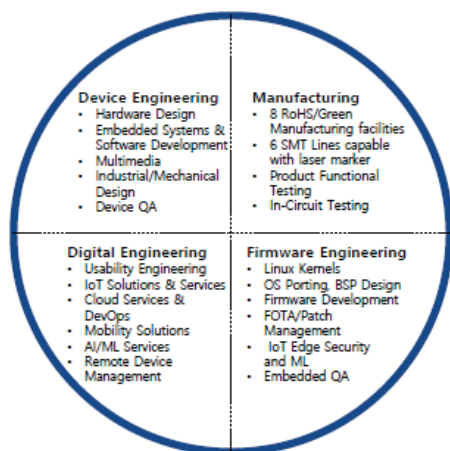 Device Engineering
• Hardware Design
• Embedded Systems &
Software Development
• Multimedia
• Industrial/Mechanical
Design
• Device QA
Manufacturing
• 8 RoHS/Green
Manufacturing facilities
• 6 SMT Lines capable
with laser marker
• Product Functional
Testing
• In-Circuit Testing
Digital Engineering
• Usability Engineering
• IoT Solutions & Services
• Cloud Services &
DevOps
• Mobility Solutions
• AI/ML Services
• Remote Device
Management
Firmware Engineering
• Linux Kernels
• OS Porting, BSP Design
• Firmware Development
• FOTA/Patch
Management
• IoT Edge Security
and ML
• Embedded QA